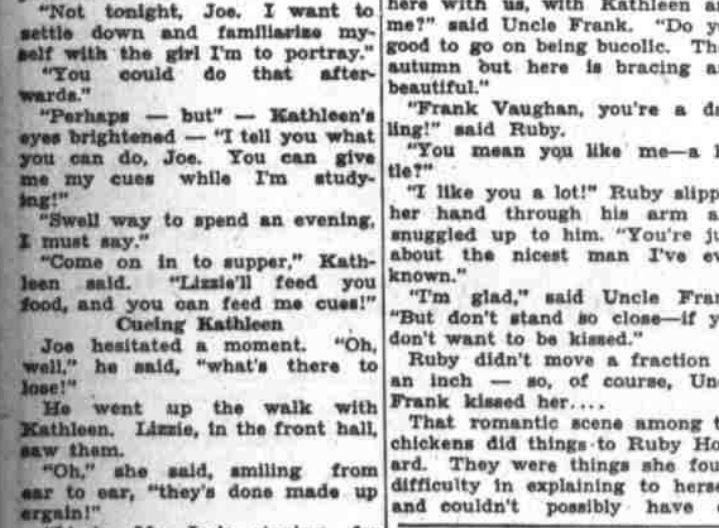 "Not tonight, Joe. I want to
settle down and familiarize my-
self with the girl I'm to portray."
"You could do that after-
wards."
"Perhaps — but" — Kathleen's
eyes brightened — "I tell you what
you can do, Joe. You can give
me my cues while I'm study-
ing!"
"Swell way to spend an evening,
I must say."
"Come on in to supper," Kath-
leen said. "Lizzie'll feed you
food, and you can feed me cues!"
Cueing Kathleen
Joe hesitated a moment. "Oh,
well," he said, "what's there to
lose!"
He went up the walk with
Kathleen. Lizzie, in the front hall,
saw them.
"Oh," she said, smiling from
ear to ear, "they's done made up
ergain!"
here with us, with Kathleen an
me?" said Uncle Frank. "Do y
good to go on being bucolic. Th
autumn but here is bracing a
beautiful."
"Frank Vaughan, you're a da
ling!" said Ruby.
"You mean you like me—a l
tle?"
"I like you a lot!" Ruby slipp
her hand through his arm a
snuggled up to him. "You're ju
about the nicest man I've ev
known."
"I'm glad," said Uncle Fran
"But don't stand so close—if y
don't want to be kissed."
Ruby didn't move a fraction
an inch — so, of course, Unc
Frank kissed her....
That romantic scene among t
chickens did things to Ruby Ho
ard. They were things she fou
difficulty in explaining to herse
and couldn't possibly have